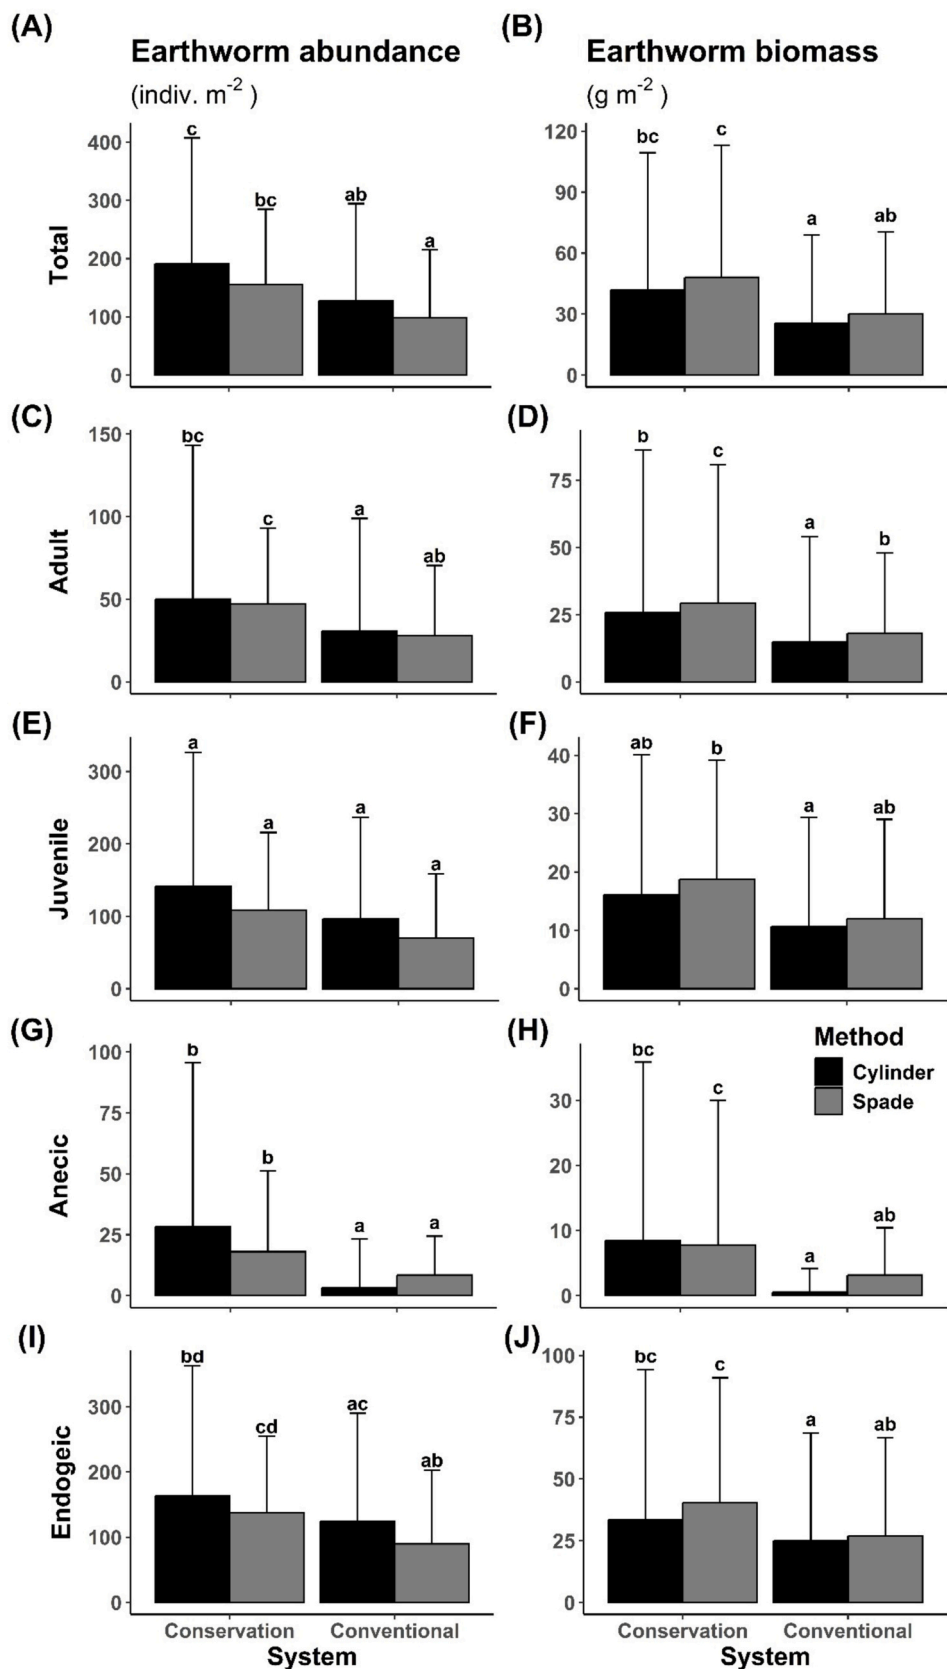 (A)
Earthworm abundance
(indiv. m-2 )
(B)
Earthworm biomass
(g m-2 )
Total
400
300
200
100
0
c
bc
ab
a
120
90
60
30
0
bc
c
a
ab
(C)
Adult
150
100
50
0
bc
c
a
ab
(D)
75
50
25
0
b
c
a
b
(E)
Juvenile
300
200
100
0
a
a
a
a
(F)
40
30
20
10
0
ab
b
a
ab
(G)
Anecic
100
75
50
25
0
b
b
a
a
(H)
30
20
10
0
bc
c
a
ab
Method
Cylinder
Spade
(I)
Endogeic
300
200
100
0
bd
cd
ac
ab
Conservation Conventional
System
(J)
100
75
50
25
0
bc
c
a
ab
Conservation Conventional
System